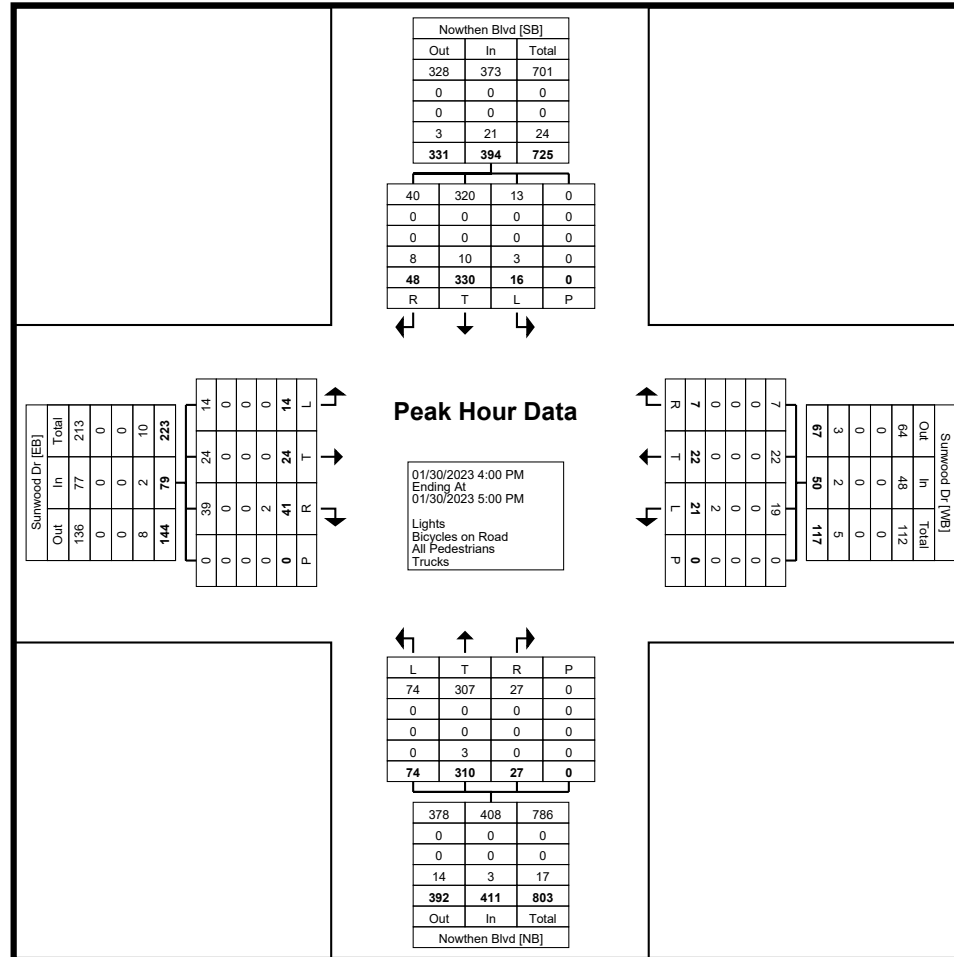 Nowthen Blvd [SB]
Out In Total
328 373 701
0 0 0
0 0 0
3 21 24
331 394 725
40 320 13 0
0 0 0 0
0 0 0 0
8 10 3 0
48 330 16 0
R T L P
Sunwood Dr [EB]
Total In Out
213 77 136
0 0 0
0 0 0
10 2 8
223 79 144
14 24 39 0
0 0 0 0
0 0 0 0
0 0 2 0
14 24 41 0
L T R P
Peak Hour Data
01/30/2023 4:00 PM
Ending At
01/30/2023 5:00 PM
Lights
Bicycles on Road
All Pedestrians
Trucks
R T L P
7 22 21 0
0 0 2 0
0 0 0 0
0 0 0 0
7 22 19 0
67 50 117
3 2 5
0 0 0
0 0 0
64 48 112
Out In Total
Sunwood Dr [WB]
L T R P
74 307 27 0
0 0 0 0
0 0 0 0
0 3 0 0
74 310 27 0
378 408 786
0 0 0
0 0 0
14 3 17
392 411 803
Out In Total
Nowthen Blvd [NB]